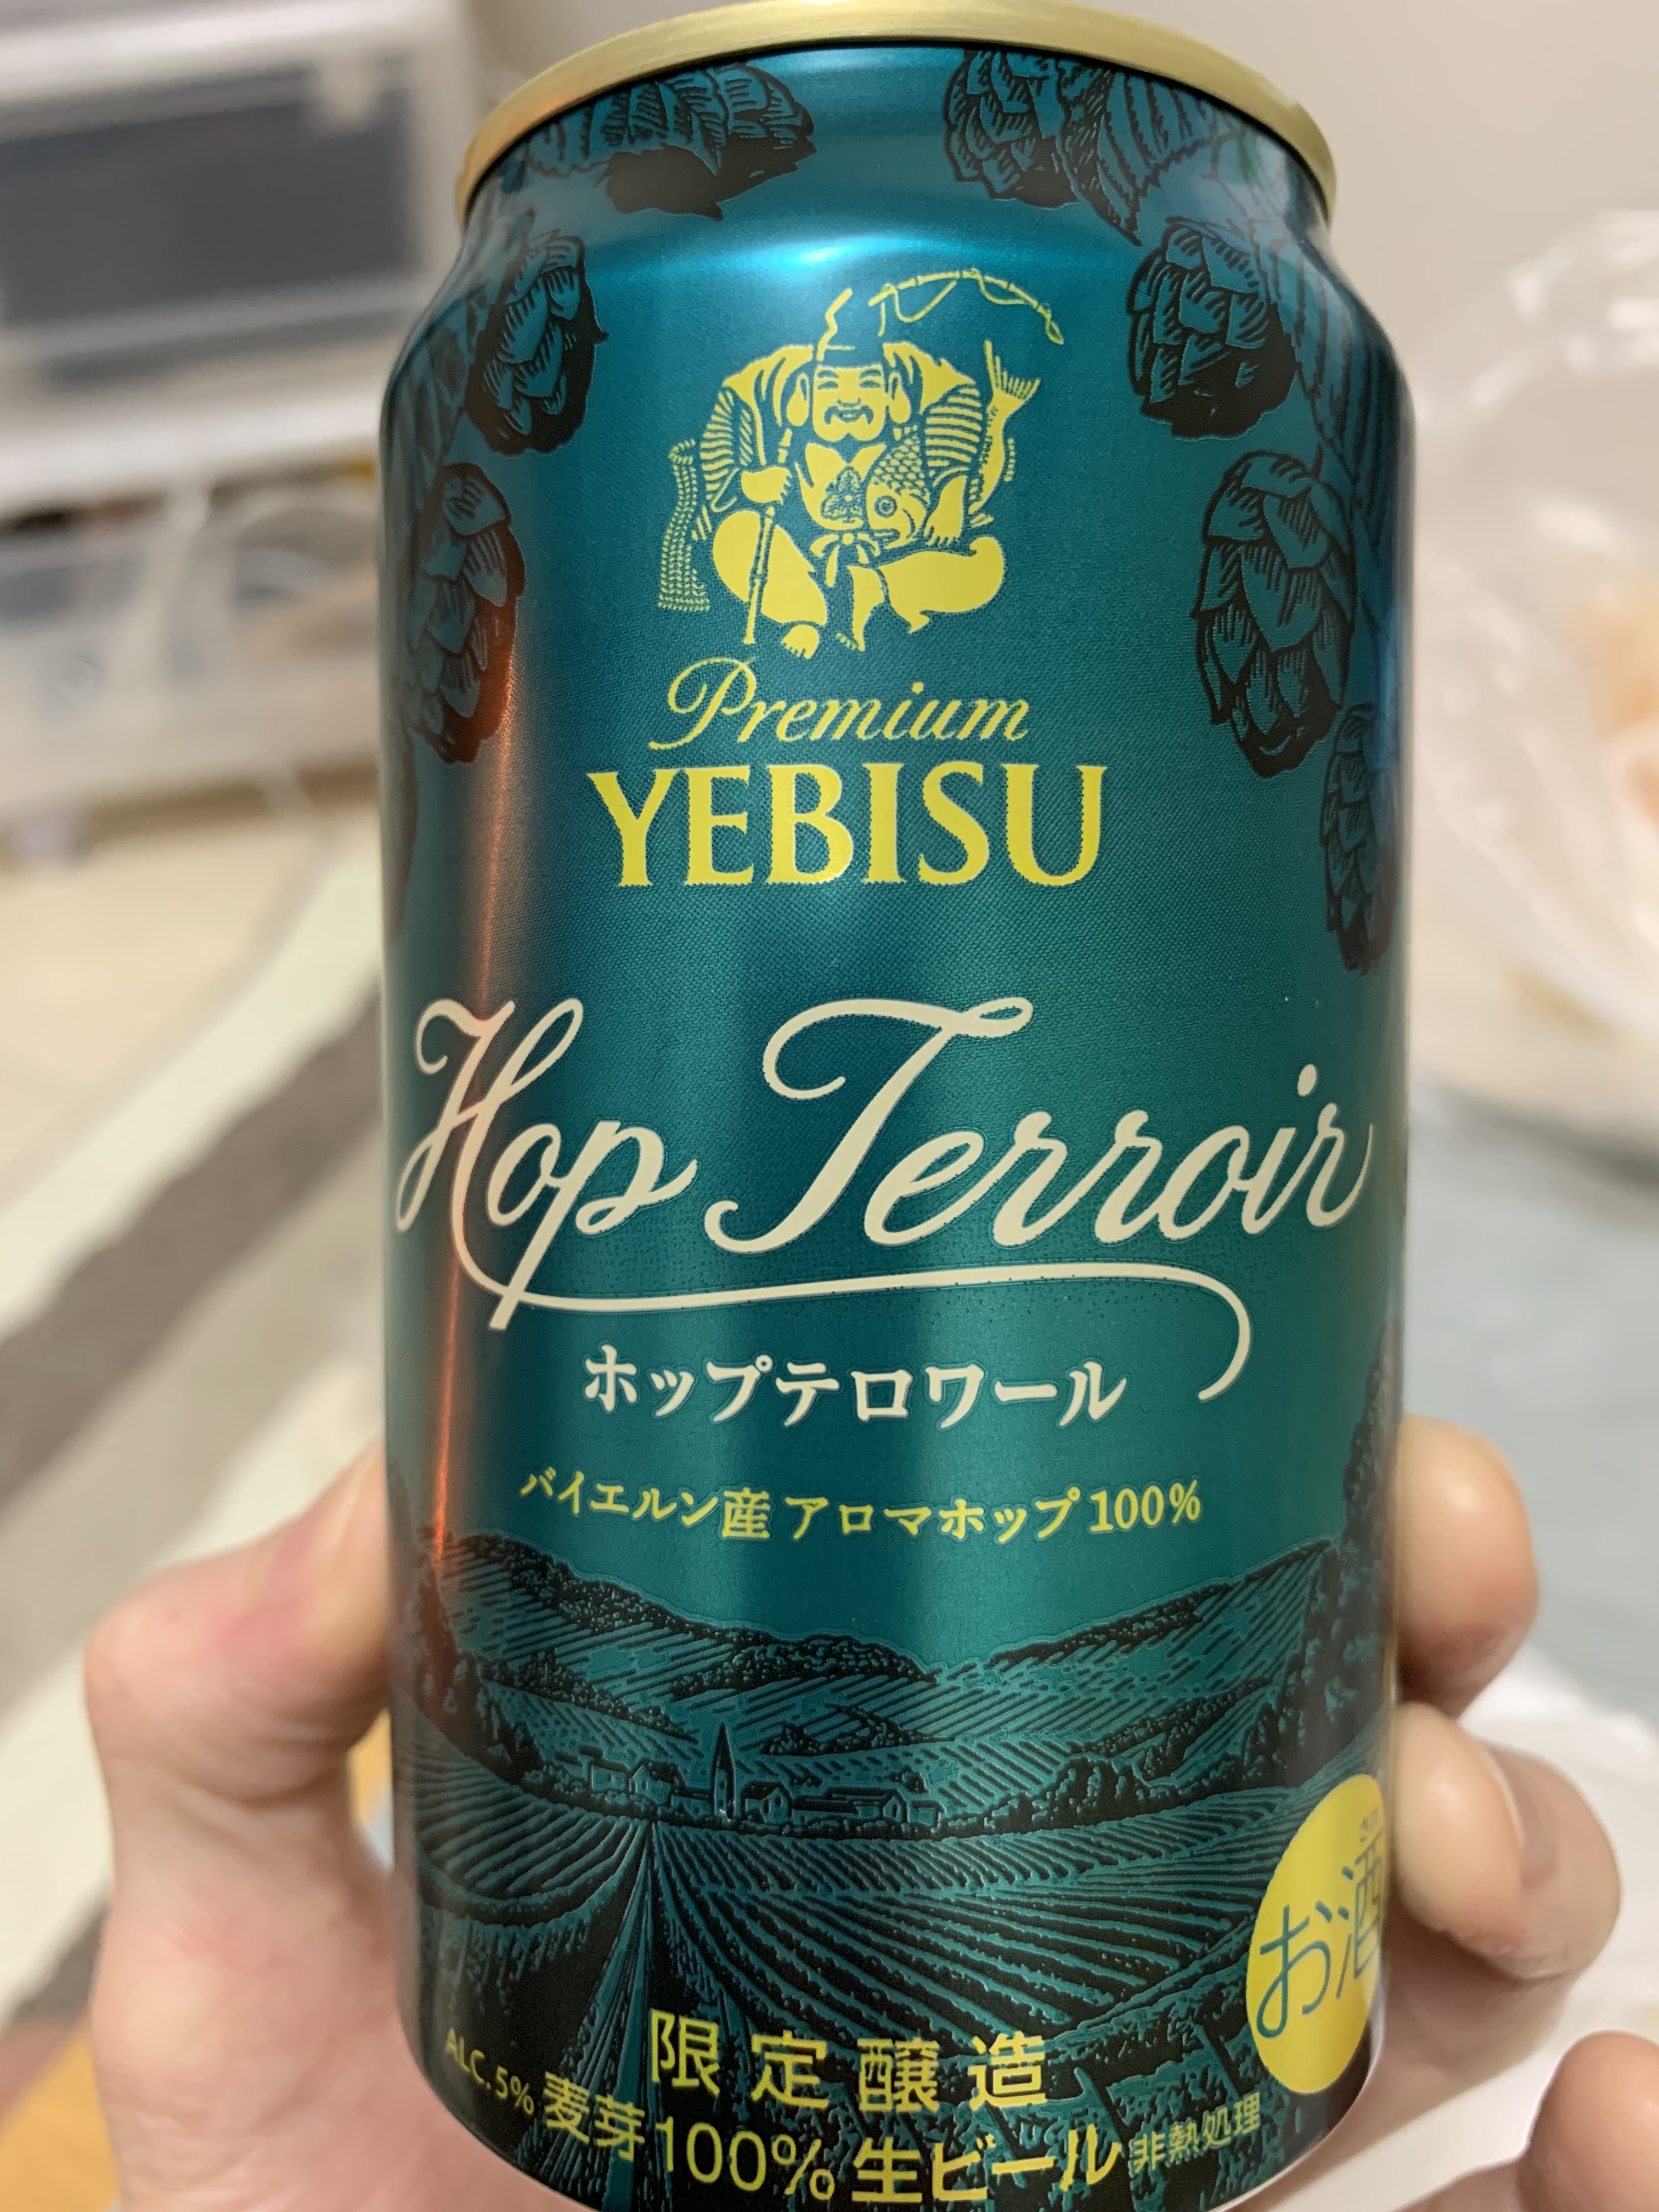 Premium
YEBISU
Hop Terroir
ホップテロワール
バイエルン産 アロマホップ 100%
お酒
限定醸造
ALC.5% 麦芽100% 生ビール 非熱処理